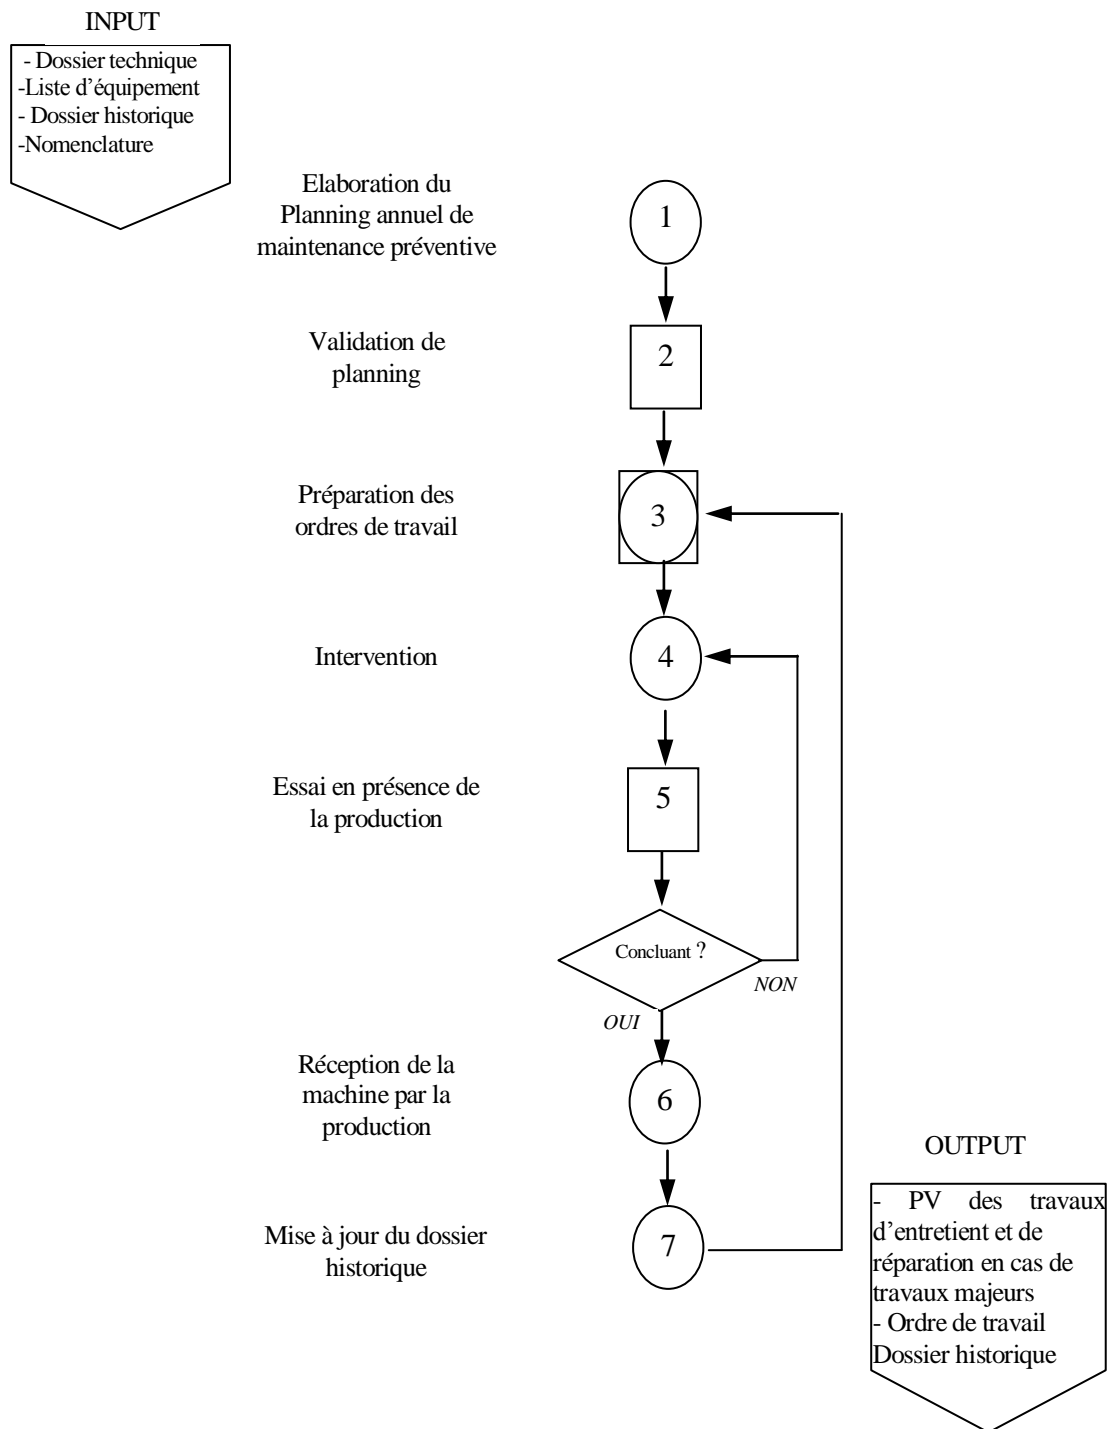 INPUT
- Dossier technique
-Liste d’équipement
- Dossier historique
-Nomenclature
Elaboration du
Planning annuel de
maintenance préventive
1
Validation de
planning
2
Préparation des
ordres de travail
3
Intervention
4
Essai en présence de
la production
5
Concluant ?
NON
OUI
Réception de la
machine par la
production
6
Mise à jour du dossier
historique
7
OUTPUT
- PV des travaux
d’entretient et de
réparation en cas de
travaux majeurs
- Ordre de travail
Dossier historique